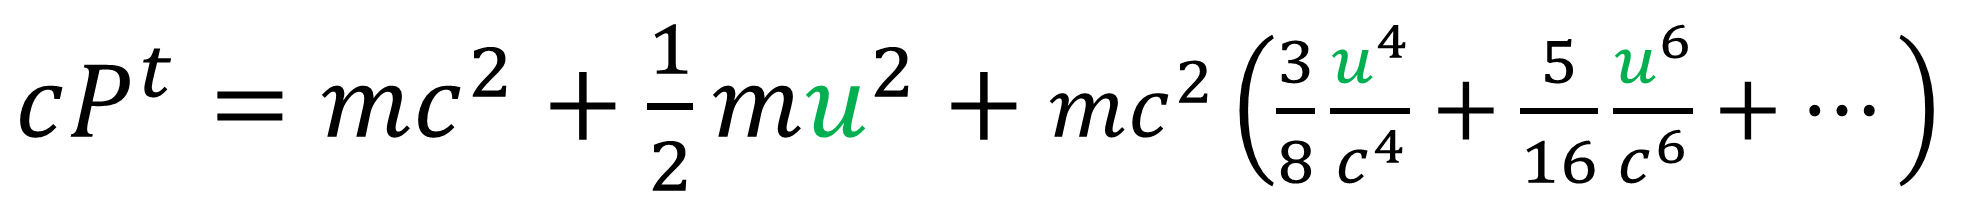 cP^t = mc^2 + \frac{1}{2} mu^2 + mc^2 \left( \frac{3}{8} \frac{u^4}{c^4} + \frac{5}{16} \frac{u^6}{c^6} + \cdots \right)